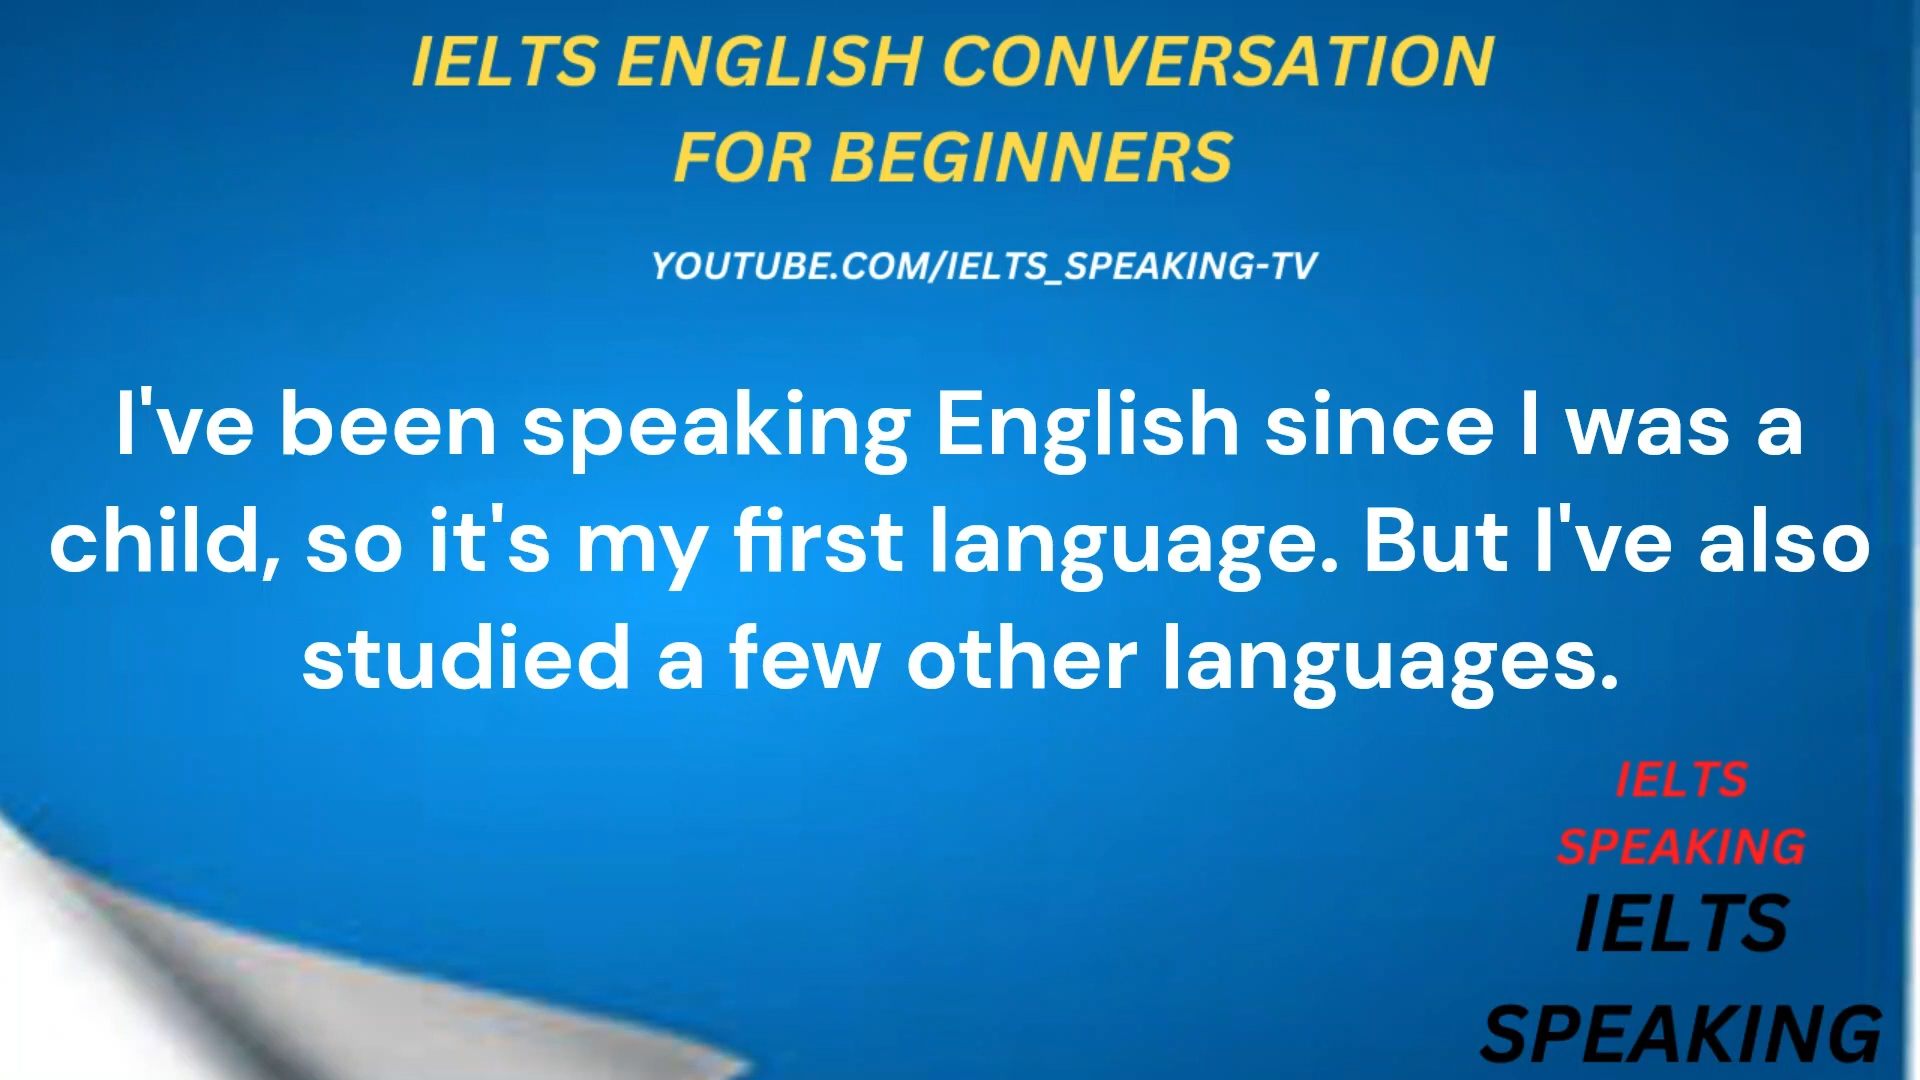 IELTS ENGLISH CONVERSATION
FOR BEGINNERS
YOUTUBE.COM/IELTS_SPEAKING-TV
I've been speaking English since I was a
child, so it's my first language. But I've also
studied a few other languages.
IELTS
SPEAKING
IELTS
SPEAKING